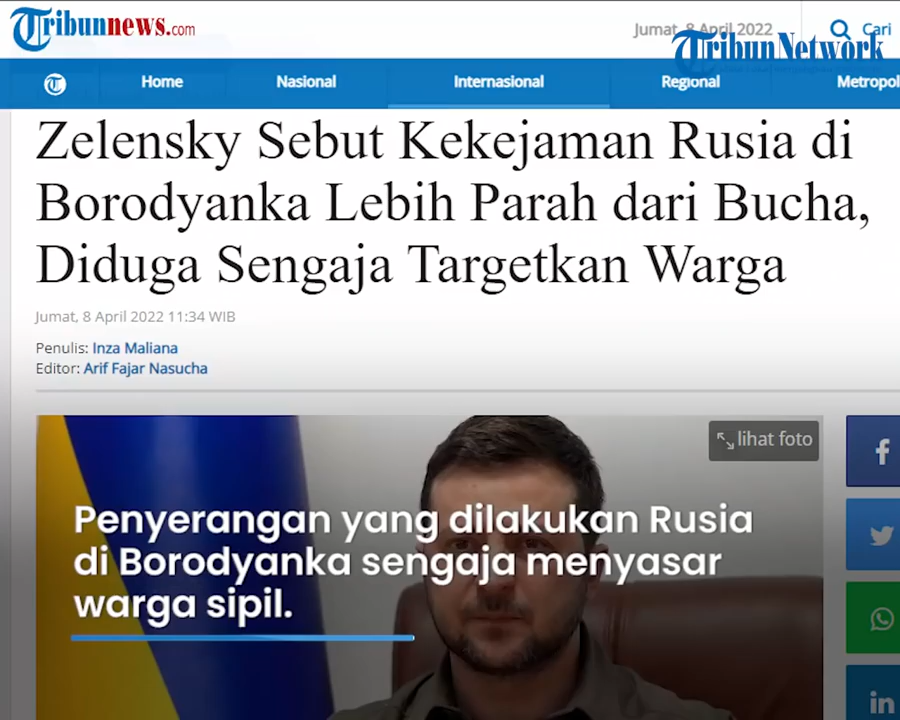 Tribunnews.com
Jumat, 8 April 2022
Cari
Tribun Network
Home Nasional Internasional Regional Metropol
Zelensky Sebut Kekejaman Rusia di
Borodyanka Lebih Parah dari Bucha,
Diduga Sengaja Targetkan Warga
Jumat, 8 April 2022 11:34 WIB
Penulis: Inza Maliana
Editor: Arif Fajar Nasucha
lihat foto
Penyerangan yang dilakukan Rusia
di Borodyanka sengaja menyasar
warga sipil.